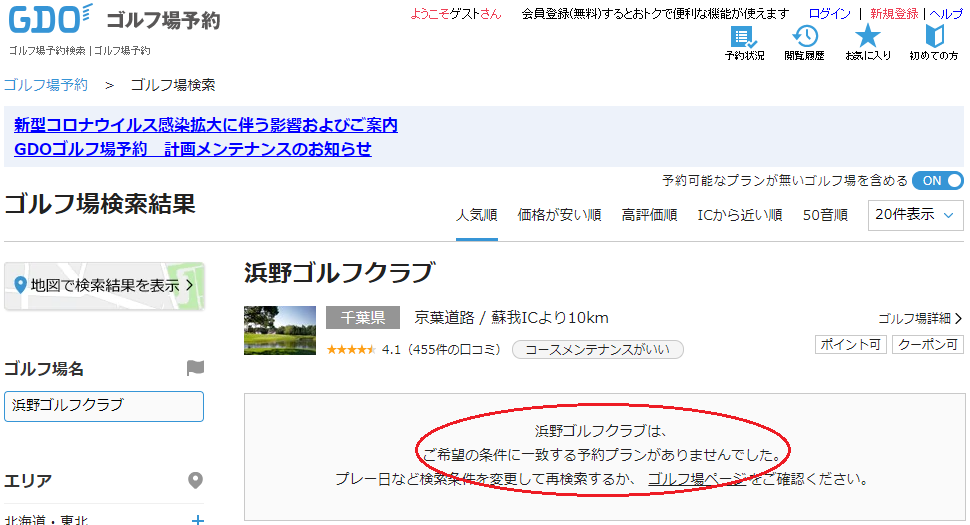 GDO ゴルフ場予約
ようこそゲストさん 会員登録(無料)するとおトクで便利な機能が使えます ログイン | 新規登録 | ヘルプ
ゴルフ場予約検索 | ゴルフ場予約
予約状況 閲覧履歴 お気に入り 初めての方
ゴルフ場予約 > ゴルフ場検索
新型コロナウイルス感染拡大に伴う影響およびご案内
GDOゴルフ場予約 計画メンテナンスのお知らせ
予約可能なプランが無いゴルフ場を含める ON
ゴルフ場検索結果
人気順 価格が安い順 高評価順 ICから近い順 50音順 20件表示
地図で検索結果を表示
浜野ゴルフクラブ
千葉県 京葉道路 / 蘇我ICより10km
ゴルフ場詳細
4.1 (455件の口コミ) コースメンテナンスがいい
ポイント可 クーポン可
ゴルフ場名
浜野ゴルフクラブ
浜野ゴルフクラブは、
ご希望の条件に一致する予約プランがありませんでした。
プレー日など検索条件を変更して再検索するか、 ゴルフ場ページ をご確認ください。
エリア
北海道・東北 +